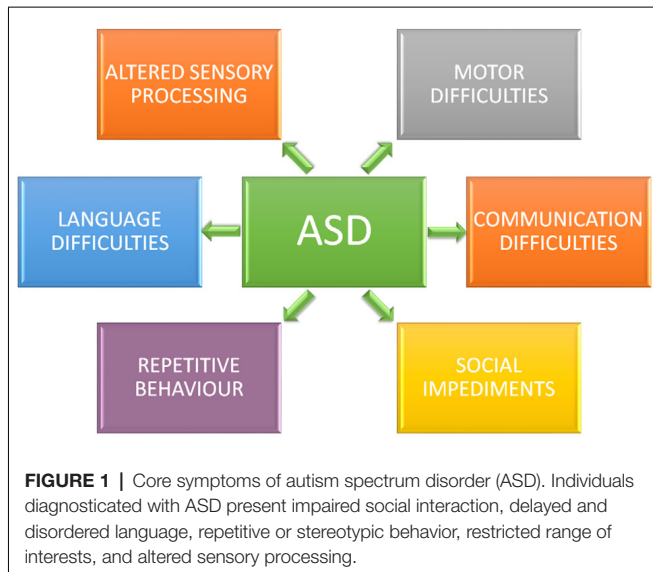 ALTERED SENSORY
PROCESSING
MOTOR
DIFFICULTIES
LANGUAGE
DIFFICULTIES
ASD
COMMUNICATION
DIFFICULTIES
REPETITIVE
BEHAVIOUR
SOCIAL
IMPEDIMENTS
FIGURE 1 | Core symptoms of autism spectrum disorder (ASD). Individuals
diagnosticated with ASD present impaired social interaction, delayed and
disordered language, repetitive or stereotypic behavior, restricted range of
interests, and altered sensory processing.